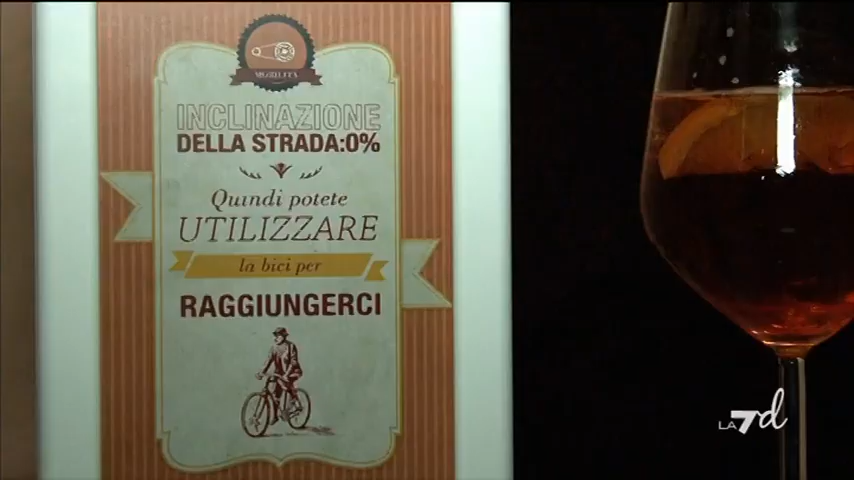 INCLINAZIONE
DELLA STRADA:0%
Quindi potete
UTILIZZARE
la bici per
RAGGIUNGERCI
LA7d